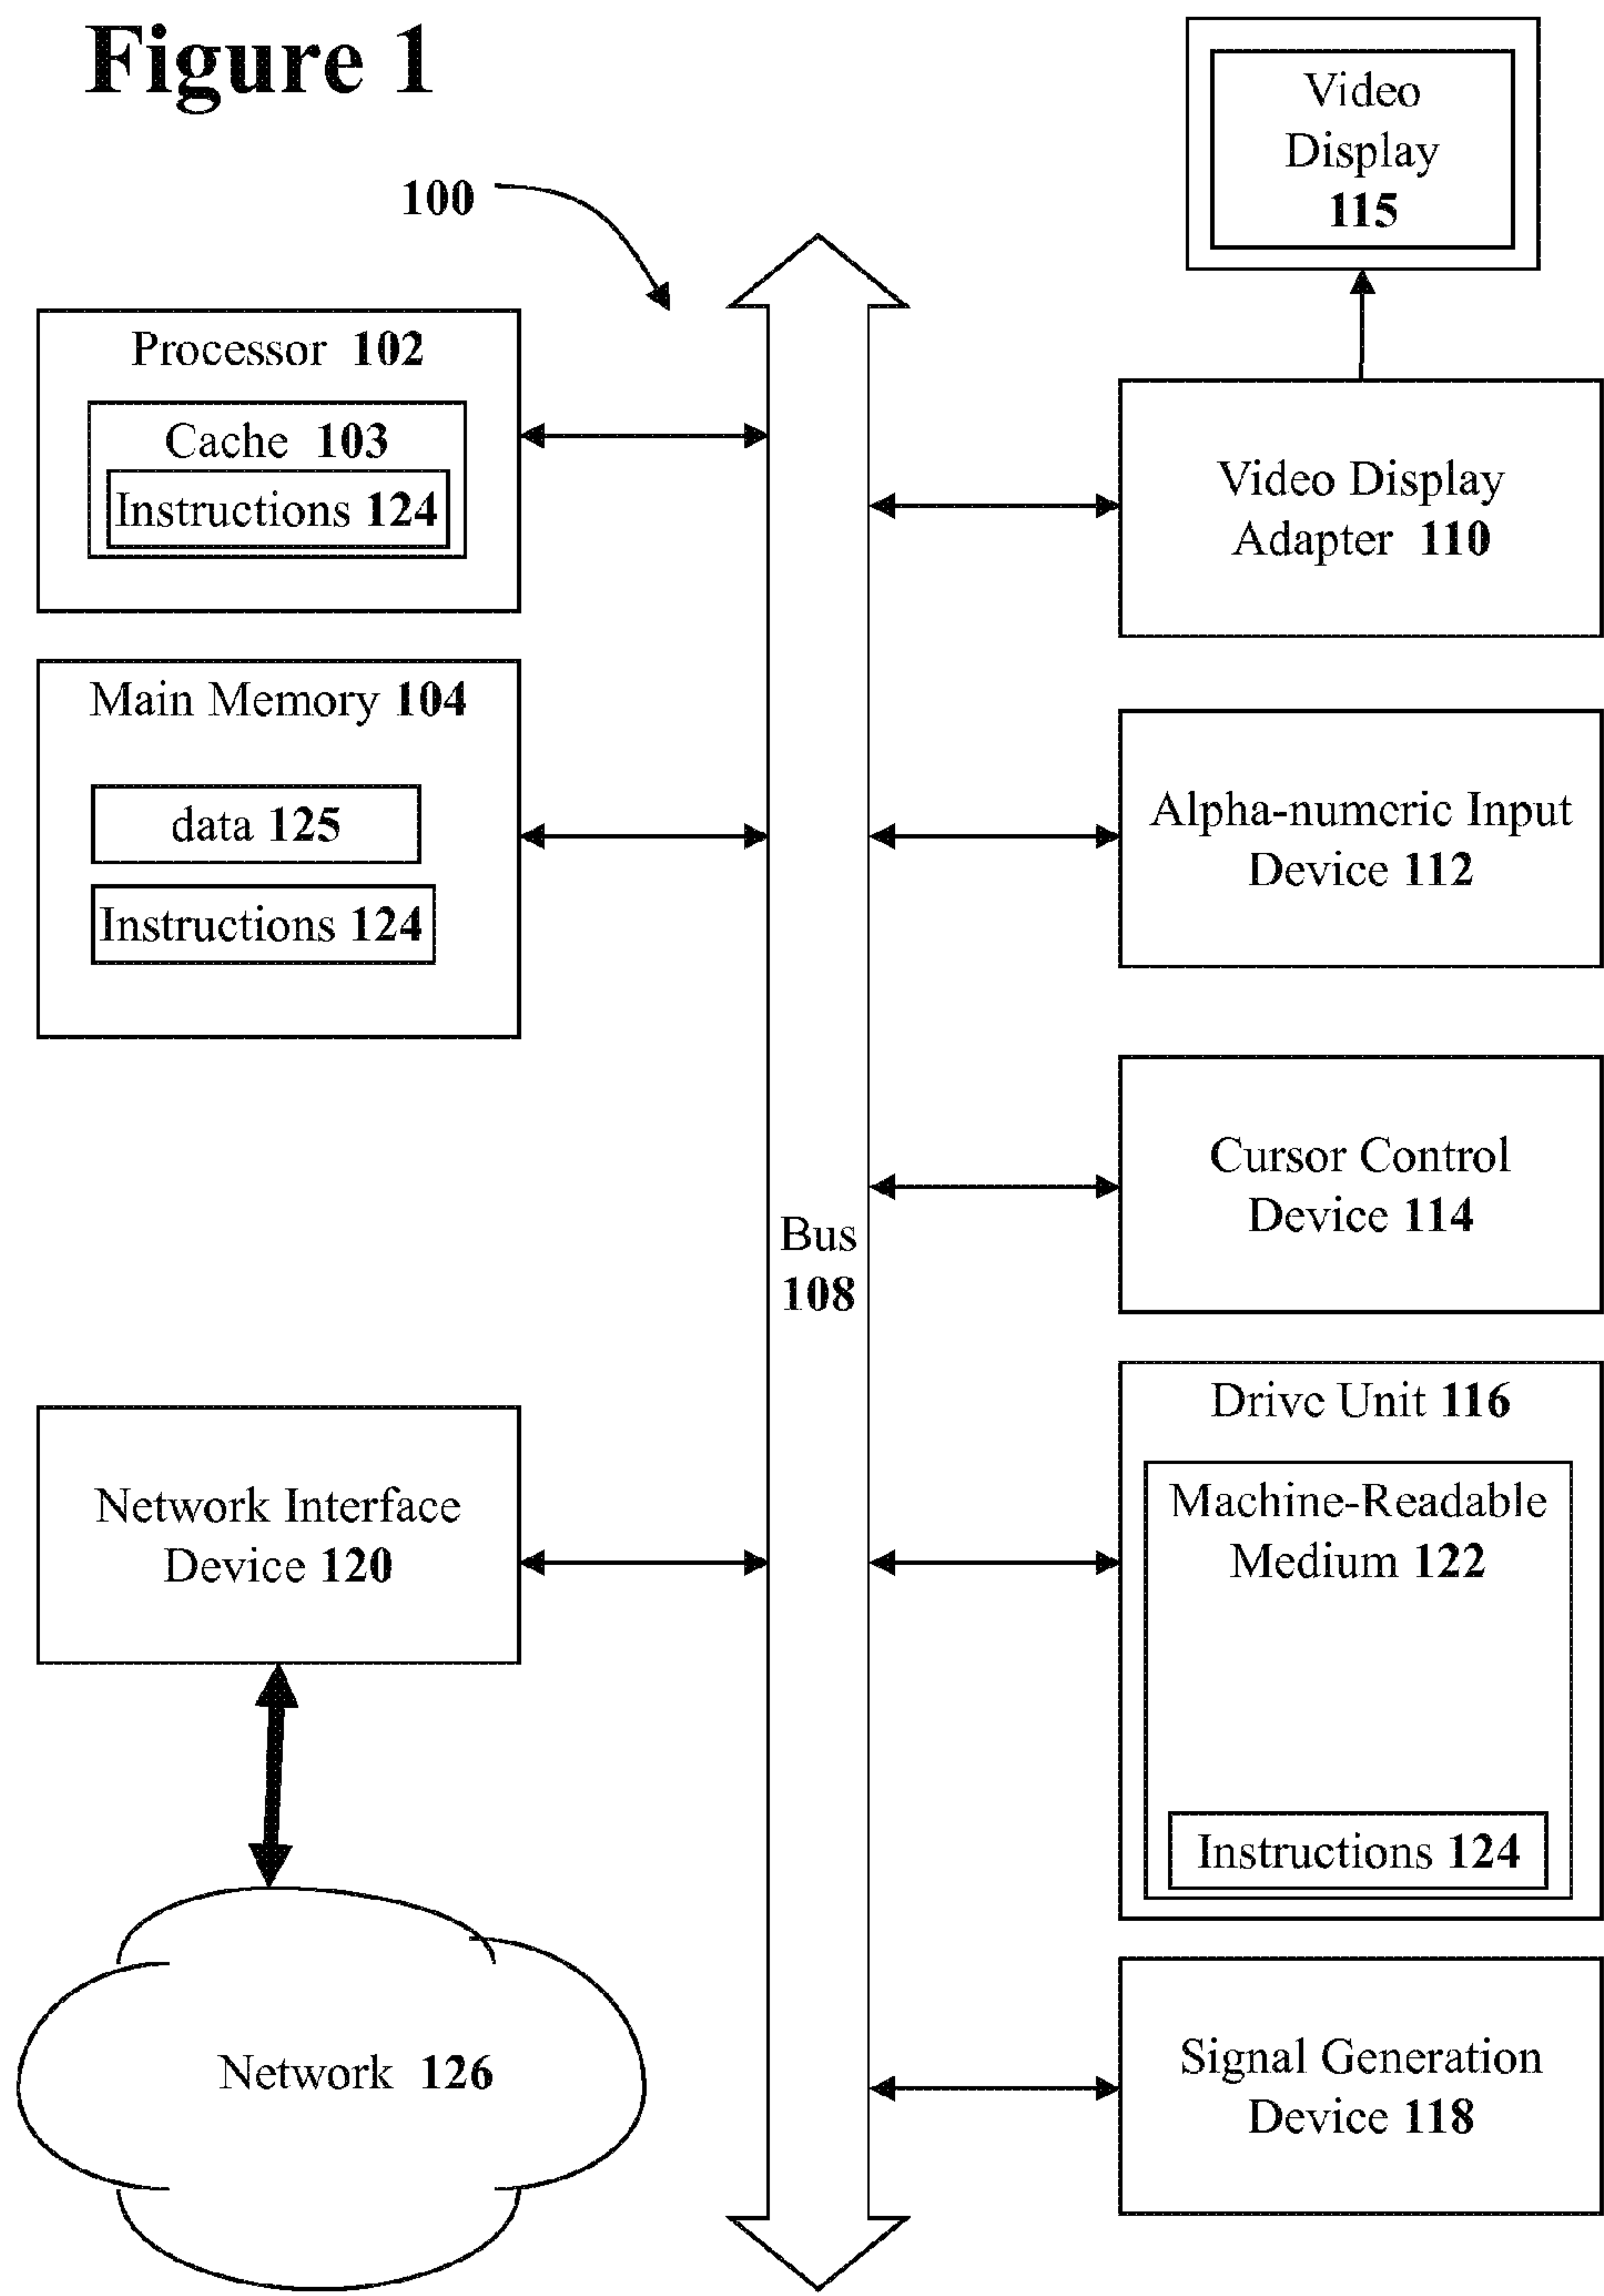 Figure 1
100
Video
Display
115
Processor 102
Cache 103
Instructions 124
Video Display
Adapter 110
Main Memory 104
data 125
Instructions 124
Alpha-numeric Input
Device 112
Cursor Control
Device 114
Bus
108
Network Interface
Device 120
Drive Unit 116
Machine-Readable
Medium 122
Instructions 124
Network 126
Signal Generation
Device 118